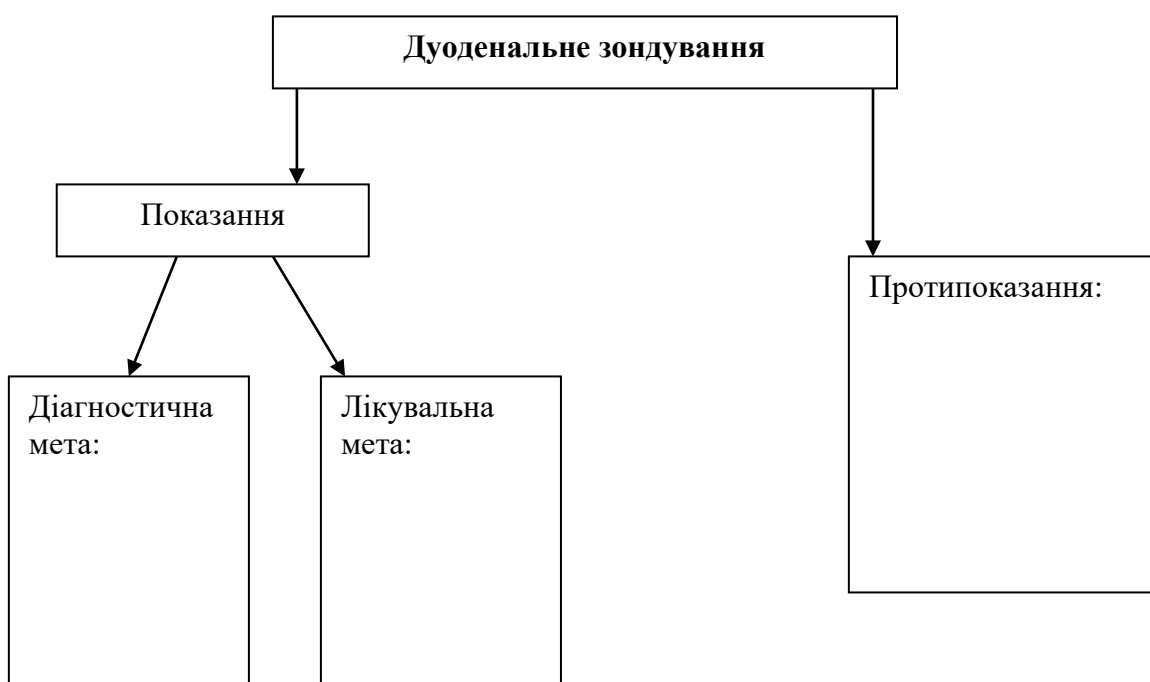 Дуоденальне зондування
Показання
Протипоказання:
Діагностична
мета:
Лікувальна
мета: